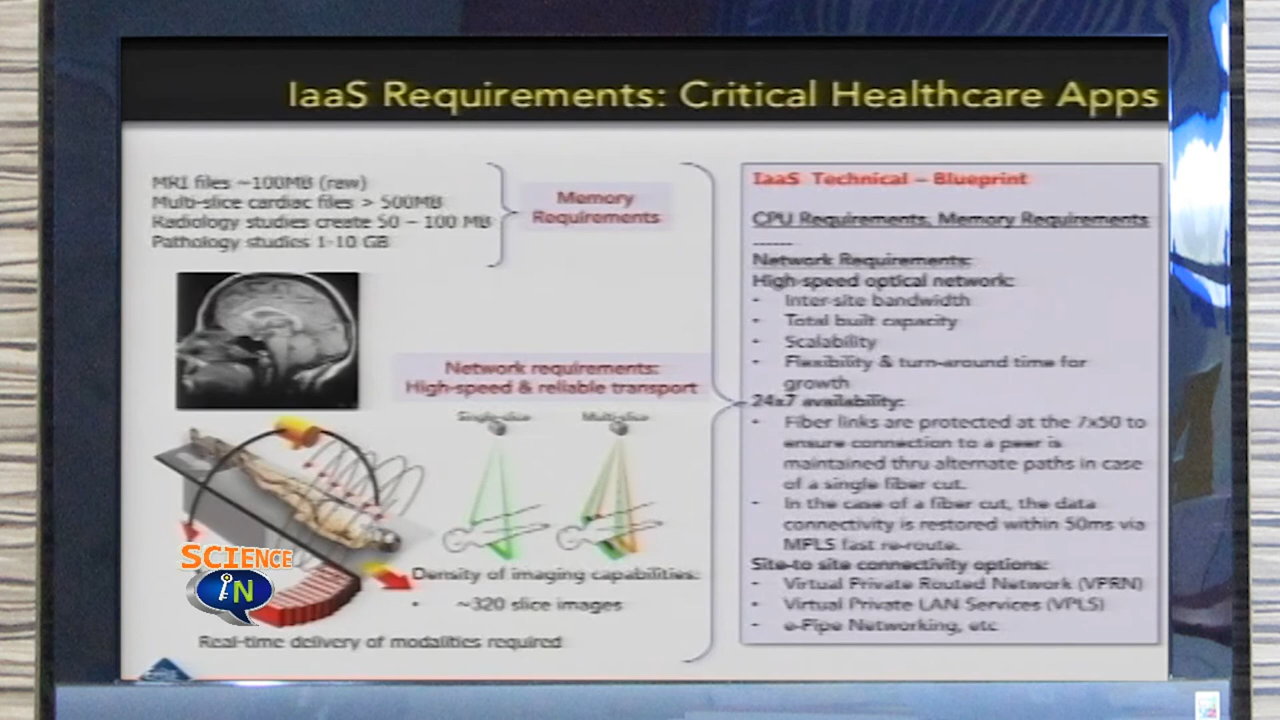 IaaS Requirements: Critical Healthcare Apps
MRI files ~100MB (raw)
Multi-slice cardiac files > 500MB
Radiology studies create 50 – 100 MB
Pathology studies 1-10 GB
Memory
Requirements
Network requirements:
High-speed & reliable transport
Single-slice
Multi-slice
Density of imaging capabilities:
• ~320 slice images
Real-time delivery of modalities required
SCIENCE
IN
IaaS Technical – Blueprint
CPU Requirements, Memory Requirements
......
Network Requirements:
High-speed optical network:
• Inter-site bandwidth
• Total built capacity
• Scalability
• Flexibility & turn-around time for
growth
24x7 availability:
• Fiber links are protected at the 7x50 to
ensure connection to a peer is
maintained thru alternate paths in case
of a single fiber cut.
• In the case of a fiber cut, the data
connectivity is restored within 50ms via
MPLS fast re-route.
Site-to site connectivity options:
• Virtual Private Routed Network (VPRN)
• Virtual Private LAN Services (VPLS)
• e-Pipe Networking, etc